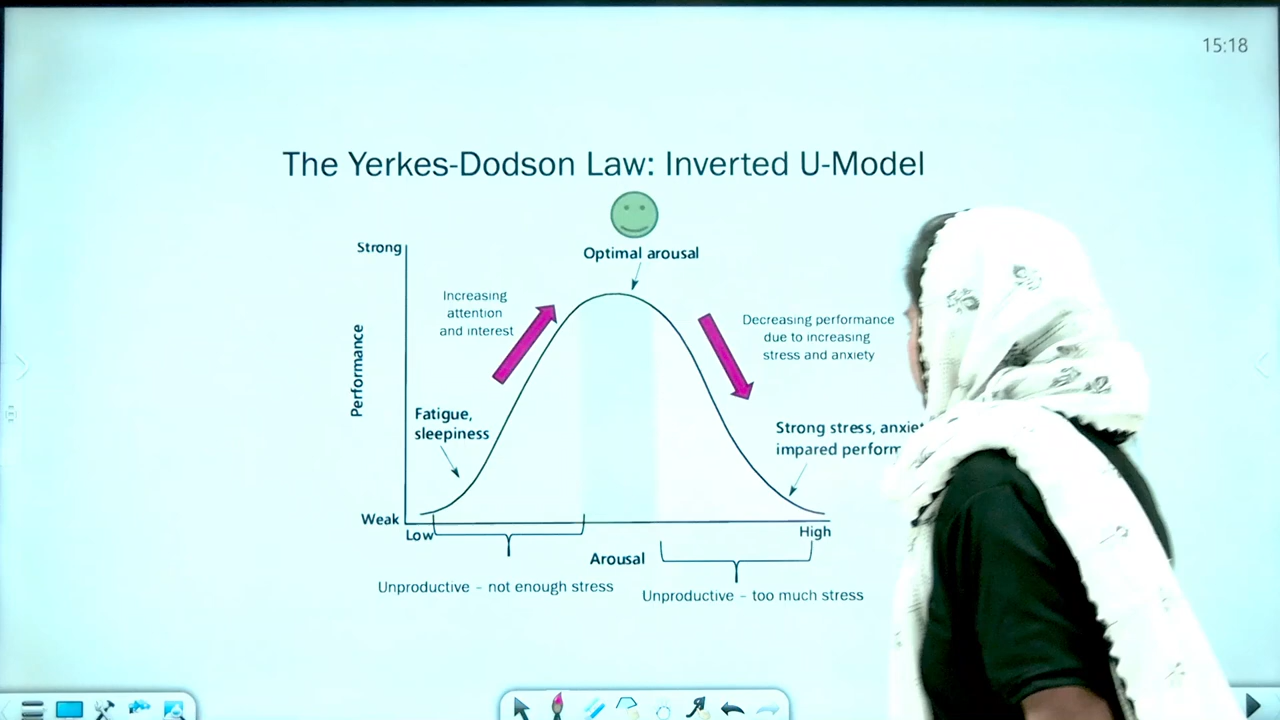 15:18
The Yerkes-Dodson Law: Inverted U-Model
Optimal arousal
Strong
Increasing
attention
and interest
Decreasing performance
due to increasing
stress and anxiety
Performance
Fatigue,
sleepiness
Strong stress, anxie
impared perform
Weak
Low
High
Arousal
Unproductive – not enough stress
Unproductive – too much stress